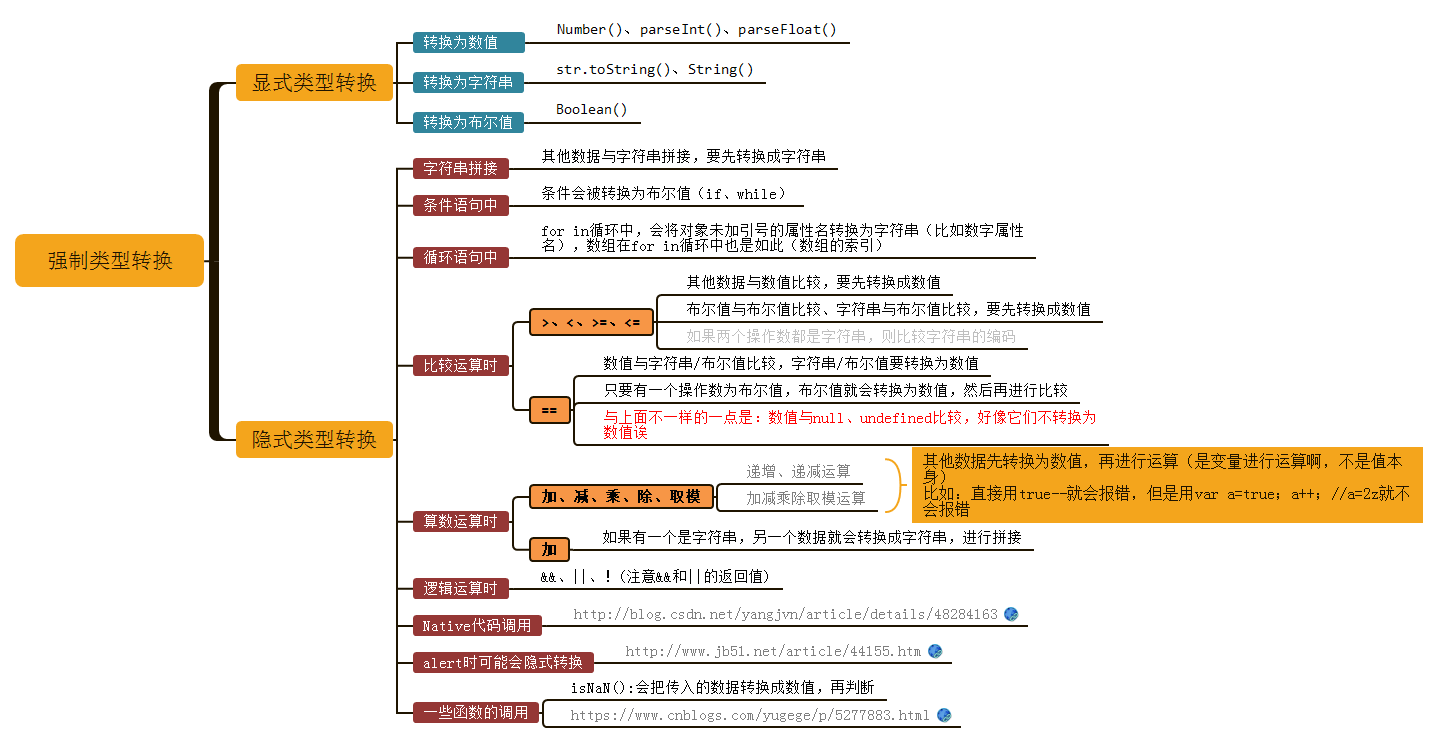 强制类型转换
显式类型转换
转换为数值
Number()、parseInt()、parseFloat()
转换为字符串
str.toString()、String()
转换为布尔值
Boolean()
隐式类型转换
字符串拼接
其他数据与字符串拼接，要先转换成字符串
条件语句中
条件会被转换为布尔值（if、while）
循环语句中
for in循环中，会将对象未加引号的属性名转换为字符串（比如数字属性
名），数组在for in循环中也是如此（数组的索引）
比较运算时
>、<、>=、<=
其他数据与数值比较，要先转换成数值
布尔值与布尔值比较、字符串与布尔值比较，要先转换成数值
如果两个操作数都是字符串，则比较字符串的编码
==
数值与字符串/布尔值比较，字符串/布尔值要转换为数值
只要有一个操作数为布尔值，布尔值就会转换为数值，然后再进行比较
与上面不一样的一点是：数值与null、undefined比较，好像它们不转换为
数值诶
算数运算时
加、减、乘、除、取模
递增、递减运算
加减乘除取模运算
其他数据先转换为数值，再进行运算（是变量进行运算啊，不是值本
身）
比如：直接用true--就会报错，但是用var a=true; a++; //a=2z就不
会报错
加
如果有一个是字符串，另一个数据就会转换成字符串，进行拼接
逻辑运算时
&&、||、!（注意&&和||的返回值）
Native代码调用
http://blog.csdn.net/yangjvn/article/details/48284163
alert时可能会隐式转换
http://www.jb51.net/article/44155.htm
一些函数的调用
isNaN():会把传入的数据转换成数值，再判断
https://www.cnblogs.com/yugege/p/5277883.html